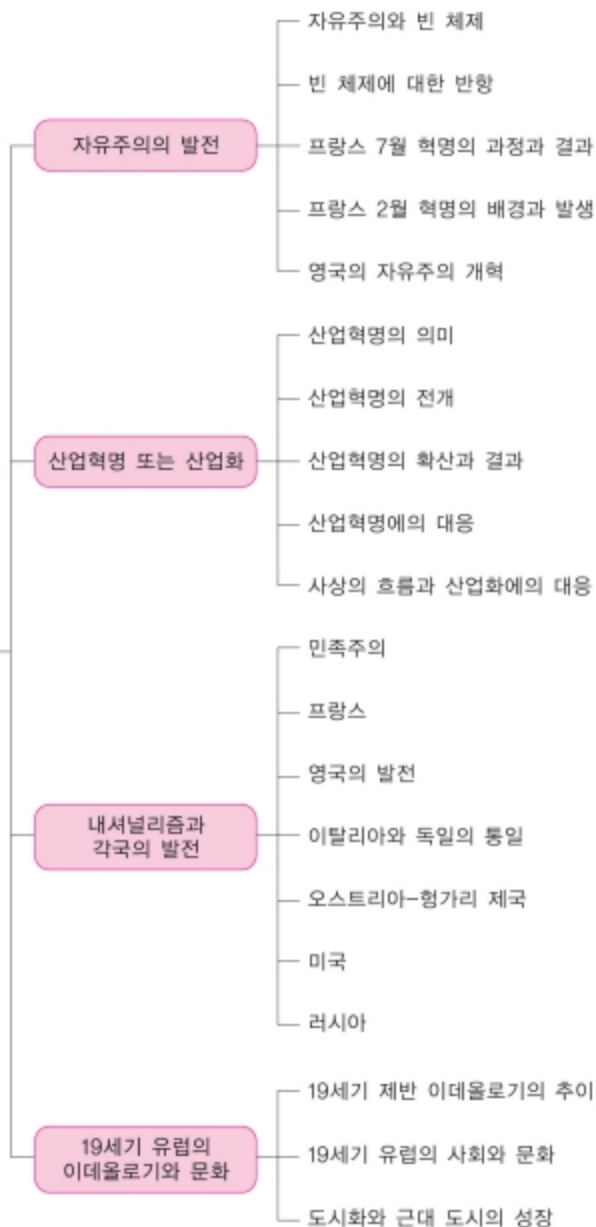 자유주의의 발전
자유주의와 빈 체제
빈 체제에 대한 반항
프랑스 7월 혁명의 과정과 결과
프랑스 2월 혁명의 배경과 발생
영국의 자유주의 개혁
산업혁명 또는 산업화
산업혁명의 의미
산업혁명의 전개
산업혁명의 확산과 결과
산업혁명에의 대응
사상의 흐름과 산업화에의 대응
내셔널리즘과
각국의 발전
민족주의
프랑스
영국의 발전
이탈리아와 독일의 통일
오스트리아-헝가리 제국
미국
러시아
19세기 유럽의
이데올로기와 문화
19세기 제반 이데올로기의 추이
19세기 유럽의 사회와 문화
도시화와 근대 도시의 성장